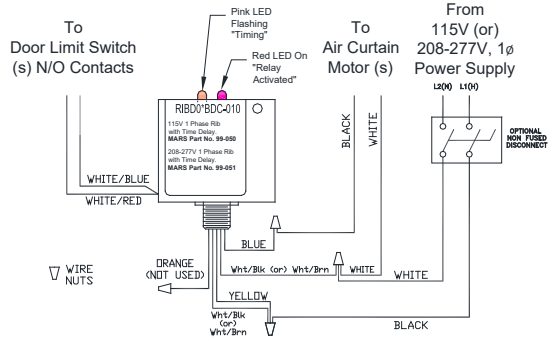 To
Door Limit Switch
(s) N/O Contacts
Pink LED
Flashing
"Timing"
Red LED On
"Relay
Activated"
To
Air Curtain
Motor (s)
From
115V (or)
208-277V, 1ø
Power Supply
L2(N) L1(H)
OPTIONAL
NON FUSED
DISCONNECT
RIBD0*BDC-010
115V 1 Phase Rib
with Time Delay.
MARS Part No. 99-050
208-277V 1 Phase Rib
with Time Delay.
MARS Part No. 99-051
BLACK
WHITE
WHITE/BLUE
WHITE/RED
BLUE
WIRE
NUTS
ORANGE
(NOT USED)
Wht/Blk (or) Wht/Brn
WHITE
WHITE
YELLOW
Wht/Blk
(or)
Wht/Brn
BLACK